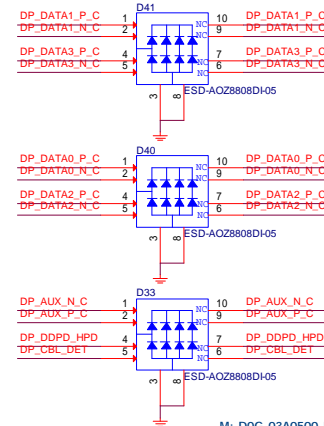 D41
DP_DATA1_P_C 1 NC 10 DP_DATA1_P_C
DP_DATA1_N_C 2 NC 9 DP_DATA1_N_C
DP_DATA3_P_C 4 NC 7 DP_DATA3_P_C
DP_DATA3_N_C 5 NC 6 DP_DATA3_N_C
3 8 ESD-AOZ8808DI-05
D40
DP_DATA0_P_C 1 NC 10 DP_DATA0_P_C
DP_DATA0_N_C 2 NC 9 DP_DATA0_N_C
DP_DATA2_P_C 4 NC 7 DP_DATA2_P_C
DP_DATA2_N_C 5 NC 6 DP_DATA2_N_C
3 8 ESD-AOZ8808DI-05
D33
DP_AUX_N_C 1 NC 10 DP_AUX_N_C
DP_AUX_P_C 2 NC 9 DP_AUX_P_C
DP_DDPD_HPD 4 NC 7 DP_DDPD_HPD
DP_CBL_DET 5 NC 6 DP_CBL_DET
3 8 ESD-AOZ8808DI-05